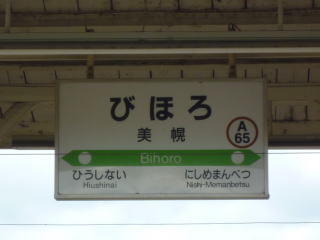 びほろ
美幌
A
65
Bihoro
ひうしない
Hiushinai
にしめまんべつ
Nishi-Memanbetsu